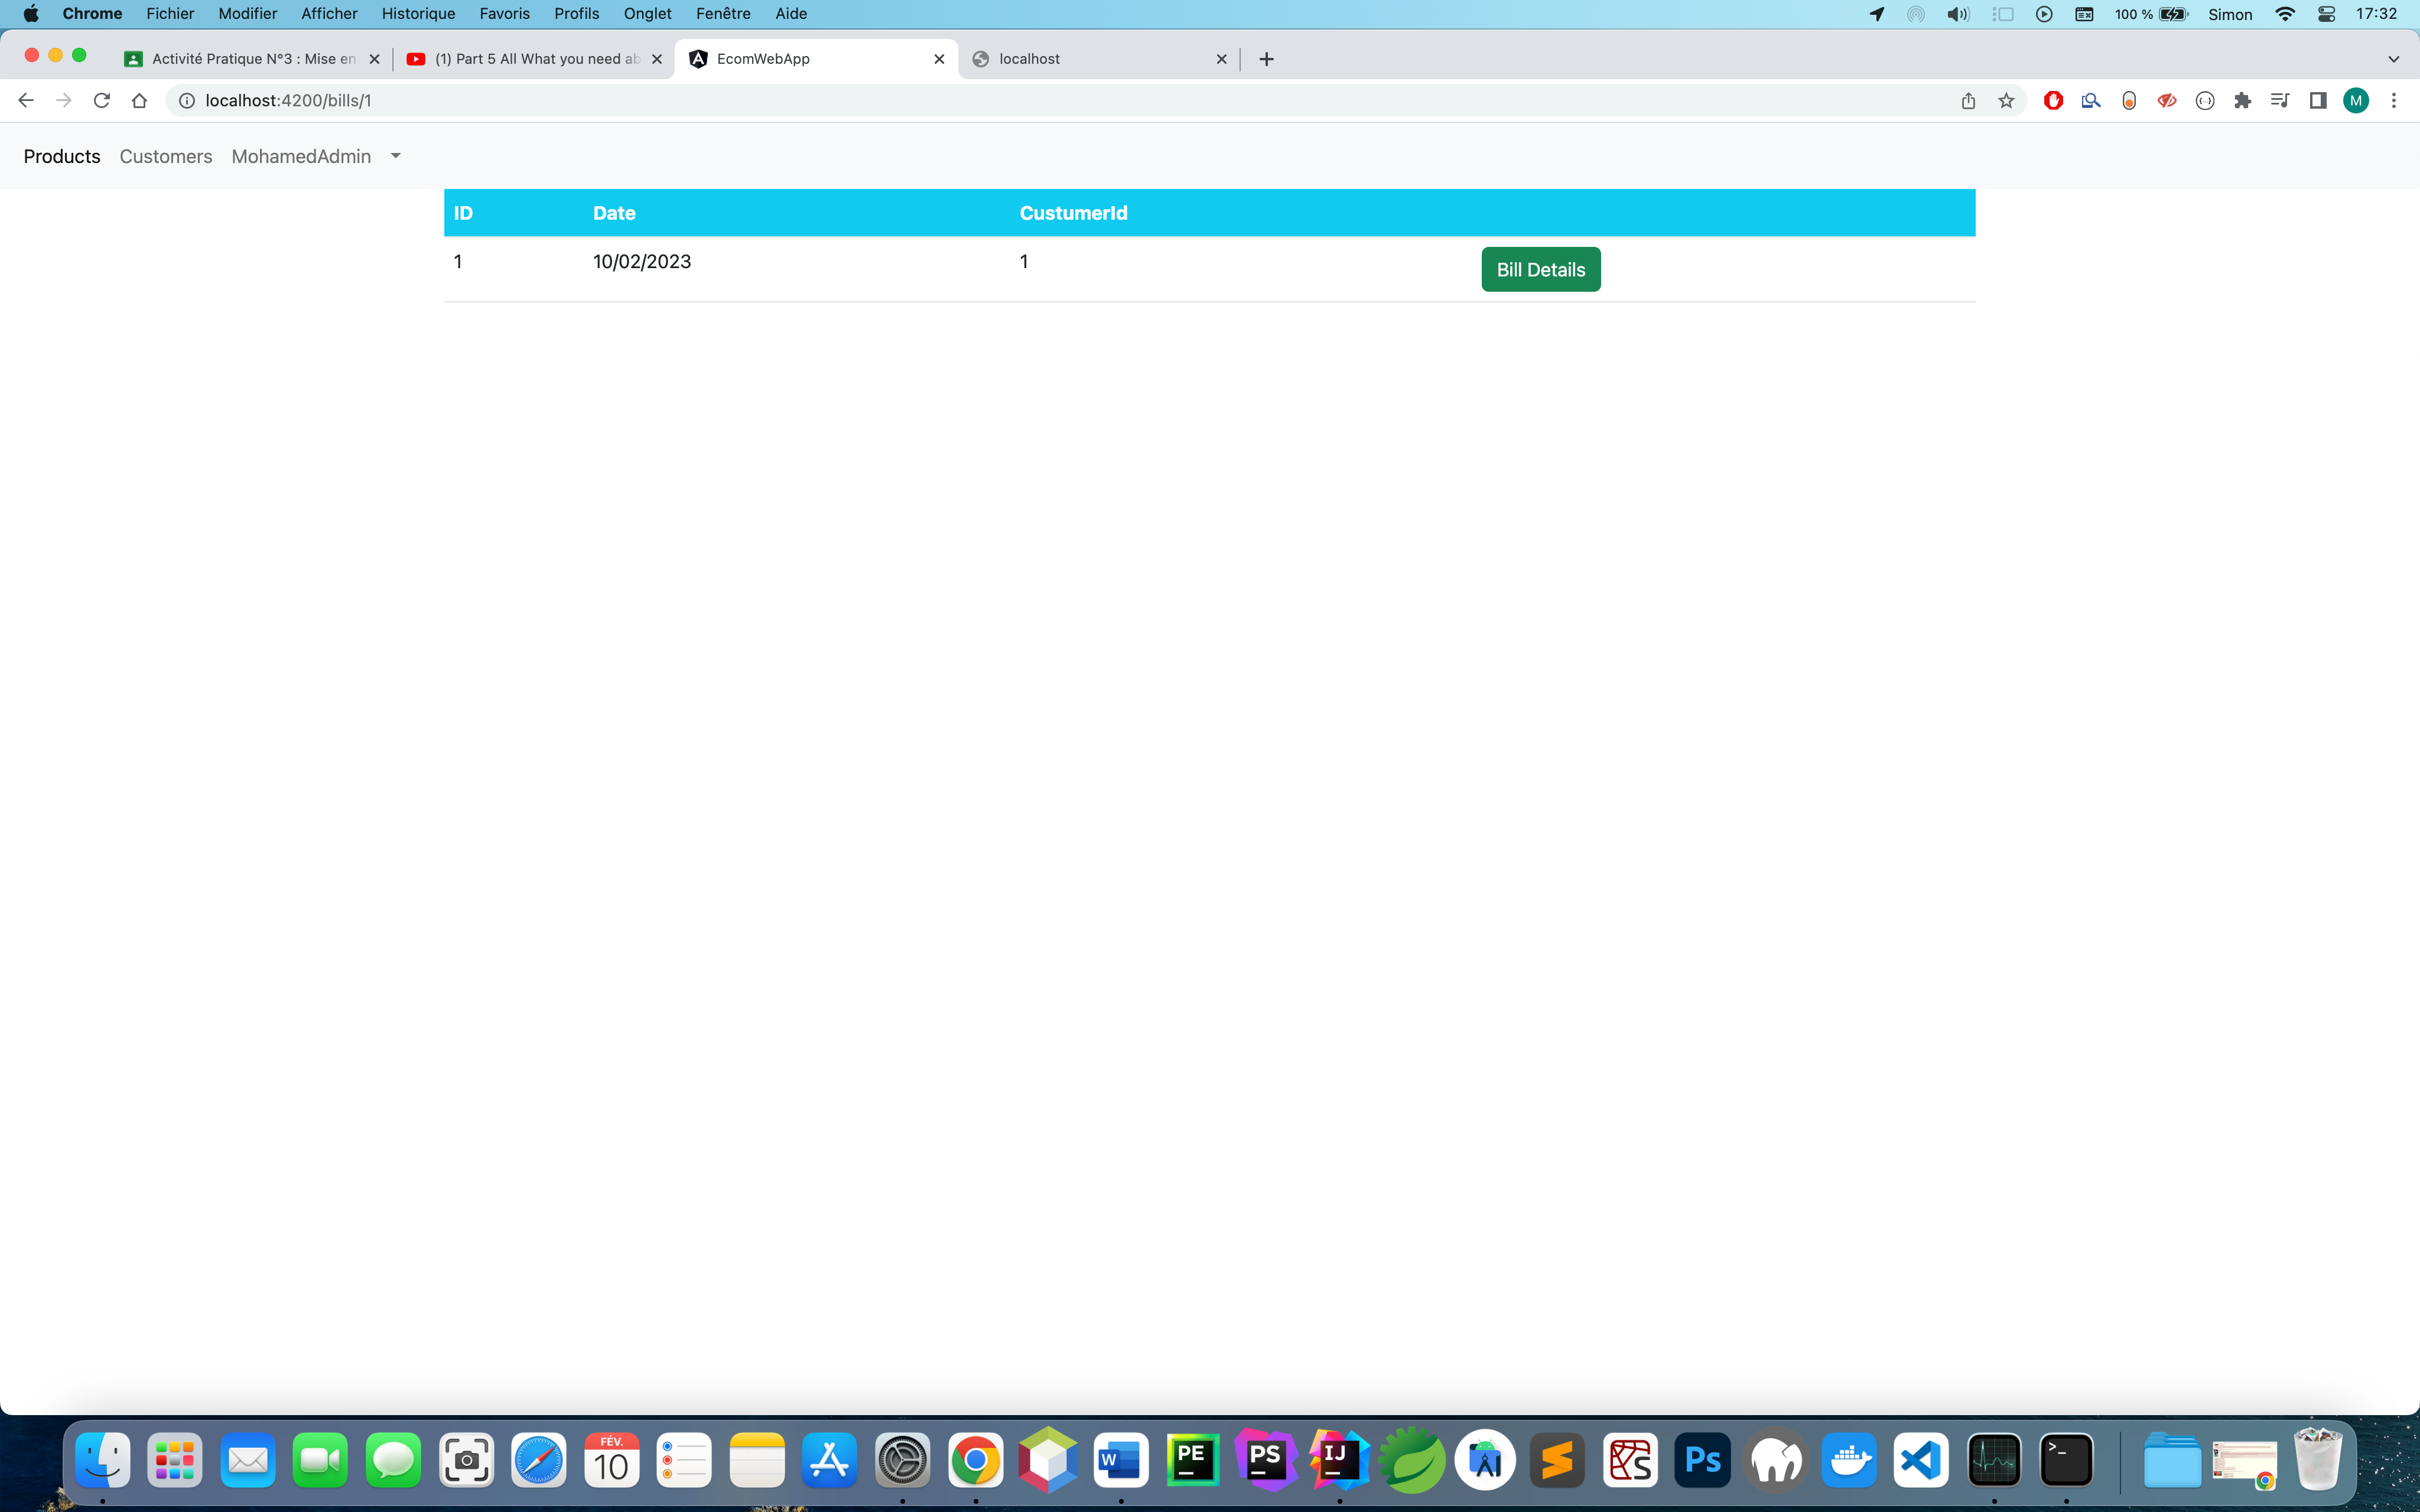 Chrome Fichier Modifier Afficher Historique Favoris Profils Onglet Fenêtre Aide 100 % Simon 17:32
Activité Pratique N°3 : Mise en (1) Part 5 All What you need ab EcomWebApp localhost
localhost:4200/bills/1 M
Products Customers MohamedAdmin
ID Date CustumerId
1 10/02/2023 1 Bill Details
FÉV.
10 W PE PS IJ Ps >_